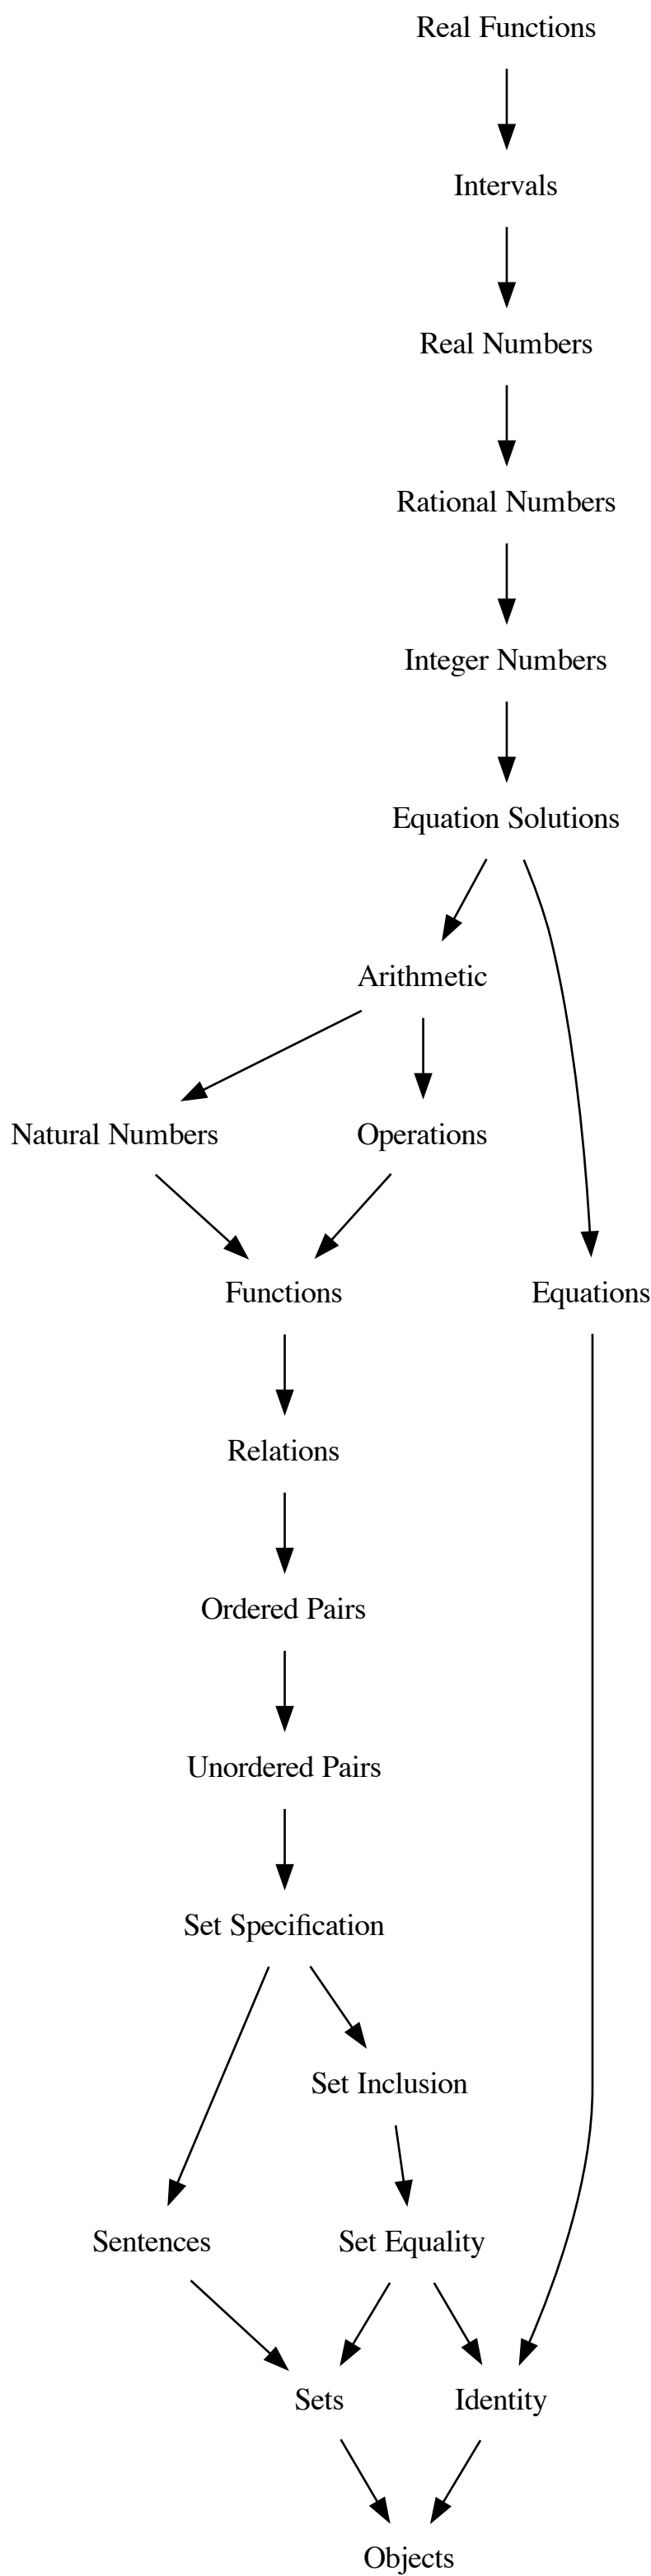 Real Functions
Intervals
Real Numbers
Rational Numbers
Integer Numbers
Equation Solutions
Arithmetic
Natural Numbers
Operations
Functions
Equations
Relations
Ordered Pairs
Unordered Pairs
Set Specification
Set Inclusion
Sentences
Set Equality
Sets
Identity
Objects